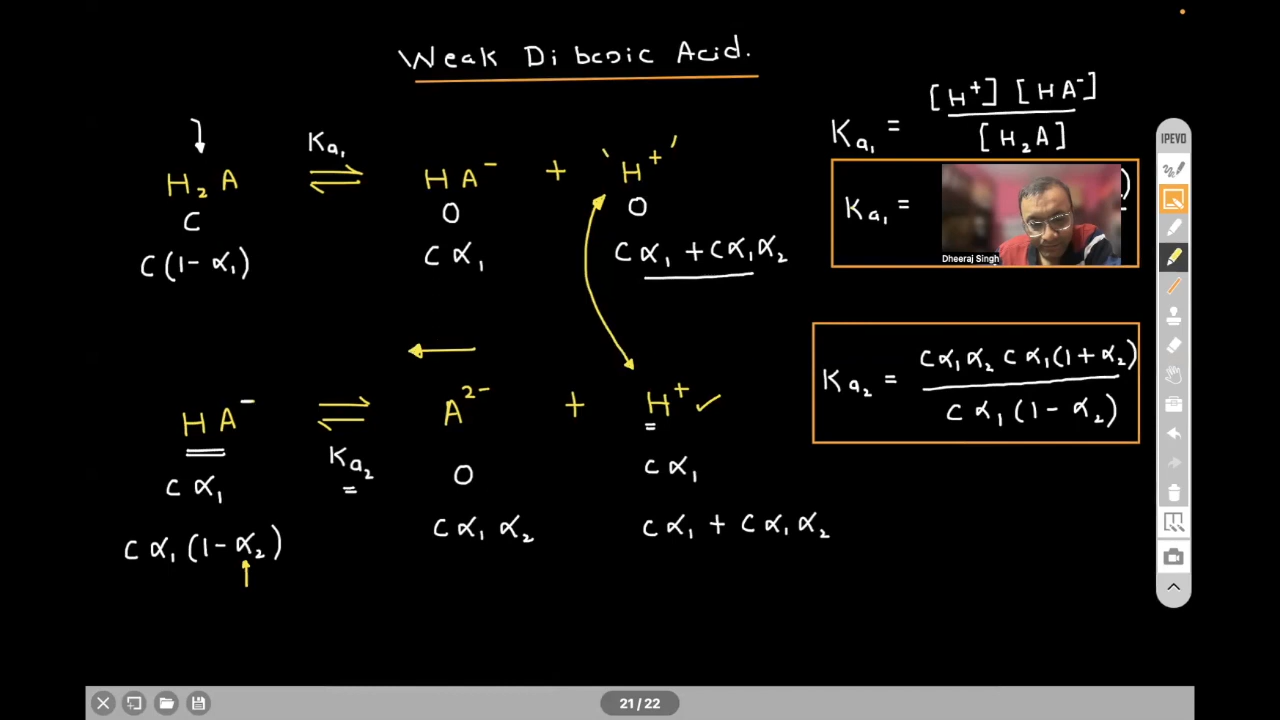 Weak Di basic Acid.
H₂A ⇌ HA⁻ + 'H⁺'
Ka₁
C 0 0
C(1-α₁) Cα₁ Cα₁ + Cα₁α₂
HA⁻ ⇌ A²⁻ + H⁺ ✓
Ka₂
=
Cα₁ 0 Cα₁
Cα₁(1-α₂) Cα₁α₂ Cα₁ + Cα₁α₂
Ka₁ = [H⁺] [HA⁻] / [H₂A]
Ka₁ = )
Dheeraj Singh
Ka₂ = Cα₁α₂ Cα₁(1+α₂) / Cα₁(1-α₂)
IPEVO
21 / 22